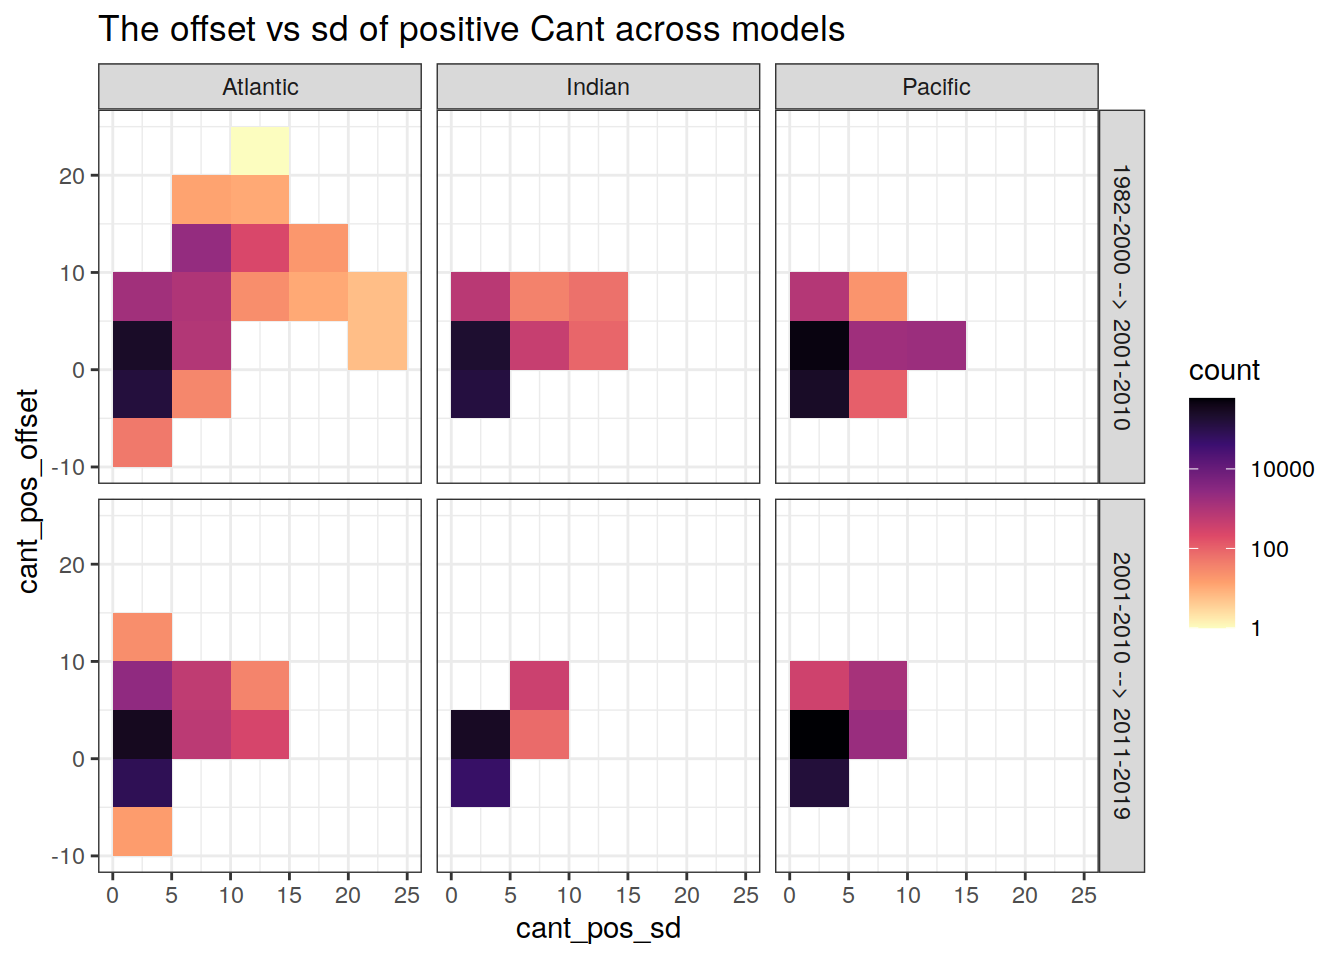 The offset vs sd of positive Cant across models
Atlantic
Indian
Pacific
cant_pos_offset
20
10
0
-10
1982-2000 --> 2001-2010
20
10
0
-10
2001-2010 --> 2011-2019
0 5 10 15 20 25
0 5 10 15 20 25
0 5 10 15 20 25
cant_pos_sd
count
10000
100
1